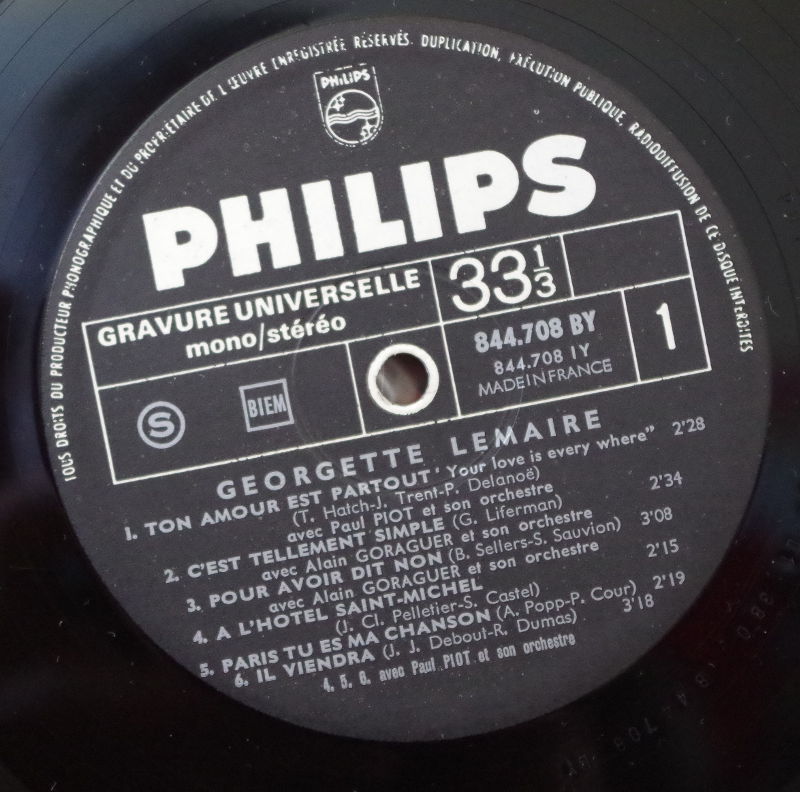 TOUS DROITS DU PRODUCTEUR PHONOGRAPHIQUE ET DU PROPRIÉTAIRE DE L'ŒUVRE ENREGISTRÉE RÉSERVÉS. DUPLICATION, EXÉCUTION PUBLIQUE, RADIODIFFUSION DE CE DISQUE INTERDITES
PHILIPS
PHILIPS
GRAVURE UNIVERSELLE
mono/stéréo
33 1/3
S
BIEM
844.708 BY
844.708 IY
MADE IN FRANCE
1
GEORGETTE LEMAIRE
1. TON AMOUR EST PARTOUT "Your love is every where" 2'28
(T. Hatch-J. Trent-P. Delanoë)
avec Paul PIOT et son orchestre
2. C'EST TELLEMENT SIMPLE (G. Liferman) 2'34
avec Alain GORAGUER et son orchestre
3. POUR AVOIR DIT NON (B. Sellers-S. Sauvion) 3'08
avec Alain GORAGUER et son orchestre
4. A L'HOTEL SAINT-MICHEL 2'15
(J. Cl. Pelletier-S. Castel)
5. PARIS TU ES MA CHANSON (A. Popp-P. Cour) 2'19
6. IL VIENDRA (J. J. Debout-R. Dumas) 3'18
4. 5. 6. avec Paul PIOT et son orchestre